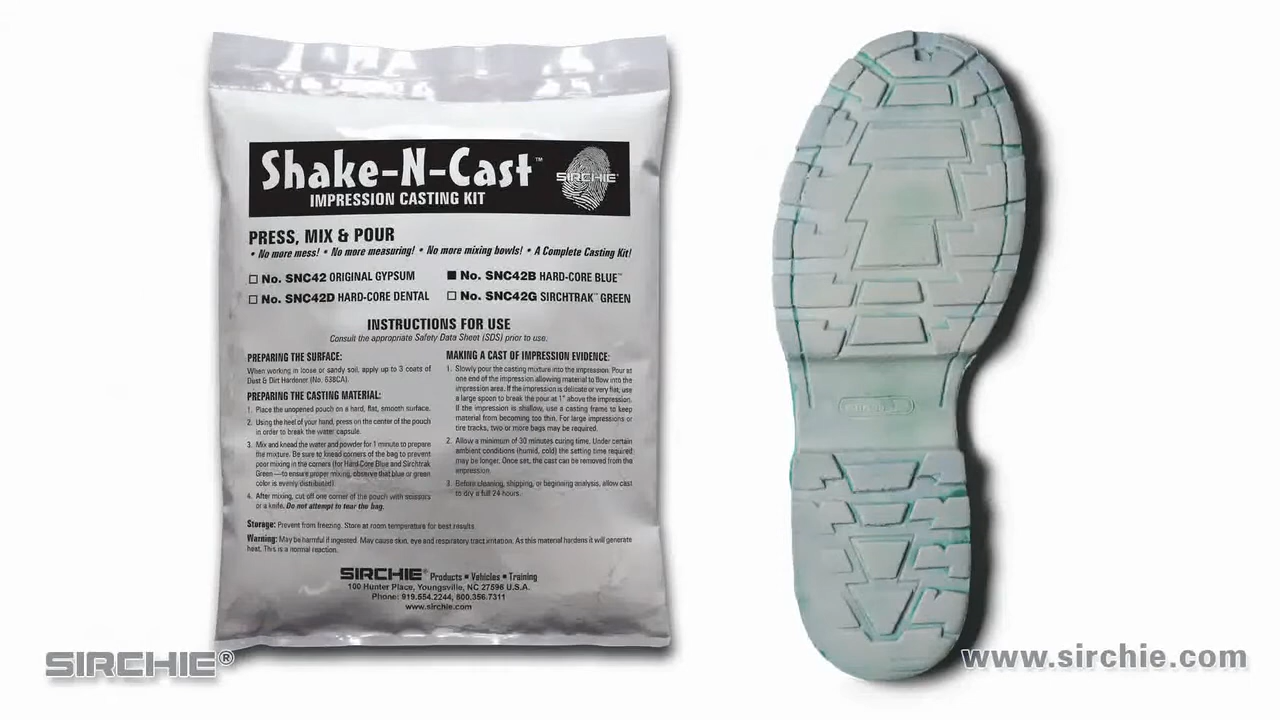 Shake-N-Cast™
SIRCHIE®
IMPRESSION CASTING KIT
PRESS, MIX & POUR
• No more mess! • No more measuring! • No more mixing bowls! • A Complete Casting Kit!
□ No. SNC42 ORIGINAL GYPSUM
■ No. SNC42B HARD-CORE BLUE™
□ No. SNC42D HARD-CORE DENTAL
□ No. SNC42G SIRCHTRAK™ GREEN
INSTRUCTIONS FOR USE
Consult the appropriate Safety Data Sheet (SDS) prior to use.
PREPARING THE SURFACE:
When working in loose or sandy soil, apply up to 3 coats of
Dust & Dirt Hardener (No. 638CA).
PREPARING THE CASTING MATERIAL:
1. Place the unopened pouch on a hard, flat, smooth surface.
2. Using the heel of your hand, press on the center of the pouch
in order to break the water capsule.
3. Mix and knead the water and powder for 1 minute to prepare
the mixture. Be sure to knead corners of the bag to prevent
poor mixing in the corners (for Hard-Core Blue and Sirchtrak
Green—to ensure proper mixing, observe that blue or green
color is evenly distributed).
4. After mixing, cut off one corner of the pouch with scissors
or a knife. Do not attempt to tear the bag.
MAKING A CAST OF IMPRESSION EVIDENCE:
1. Slowly pour the casting mixture into the impression. Pour at
one end of the impression allowing material to flow into the
impression area. If the impression is delicate or very flat, use
a large spoon to break the pour at 1" above the impression.
If the impression is shallow, use a casting frame to keep
material from becoming too thin. For large impressions or
tire tracks, two or more bags may be required.
2. Allow a minimum of 30 minutes curing time. Under certain
ambient conditions (humid, cold) the setting time required
may be longer. Once set, the cast can be removed from the
impression.
3. Before cleaning, shipping, or beginning analysis, allow cast
to dry a full 24 hours.
Storage: Prevent from freezing. Store at room temperature for best results.
Warning: May be harmful if ingested. May cause skin, eye and respiratory tract irritation. As this material hardens it will generate
heat. This is a normal reaction.
SIRCHIE® Products • Vehicles • Training
100 Hunter Place, Youngsville, NC 27596 U.S.A.
Phone: 919.554.2244, 800.356.7311
www.sirchie.com
SIRCHIE®
www.sirchie.com